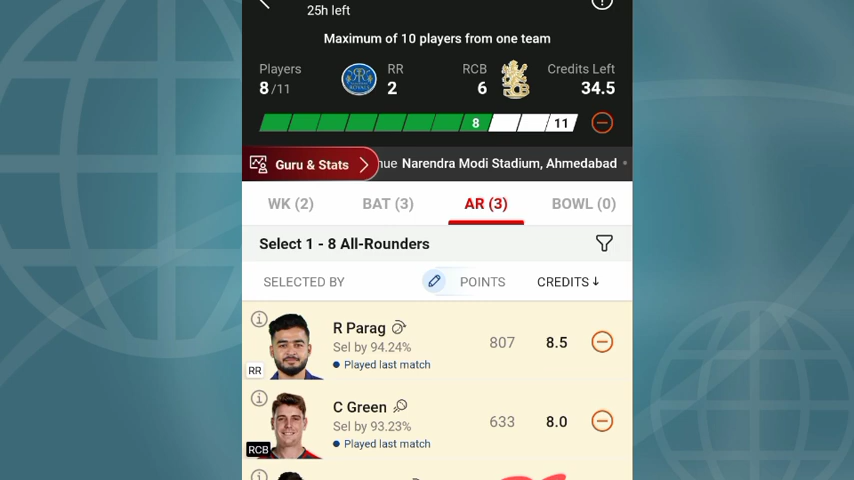 25h left
Maximum of 10 players from one team
Players RR RCB Credits Left
8/11 2 6 34.5
8 11
Guru & Stats nue Narendra Modi Stadium, Ahmedabad
WK (2) BAT (3) AR (3) BOWL (0)
Select 1 - 8 All-Rounders
SELECTED BY POINTS CREDITS↓
R Parag
Sel by 94.24% 807 8.5
RR Played last match
C Green
Sel by 93.23% 633 8.0
RCB Played last match